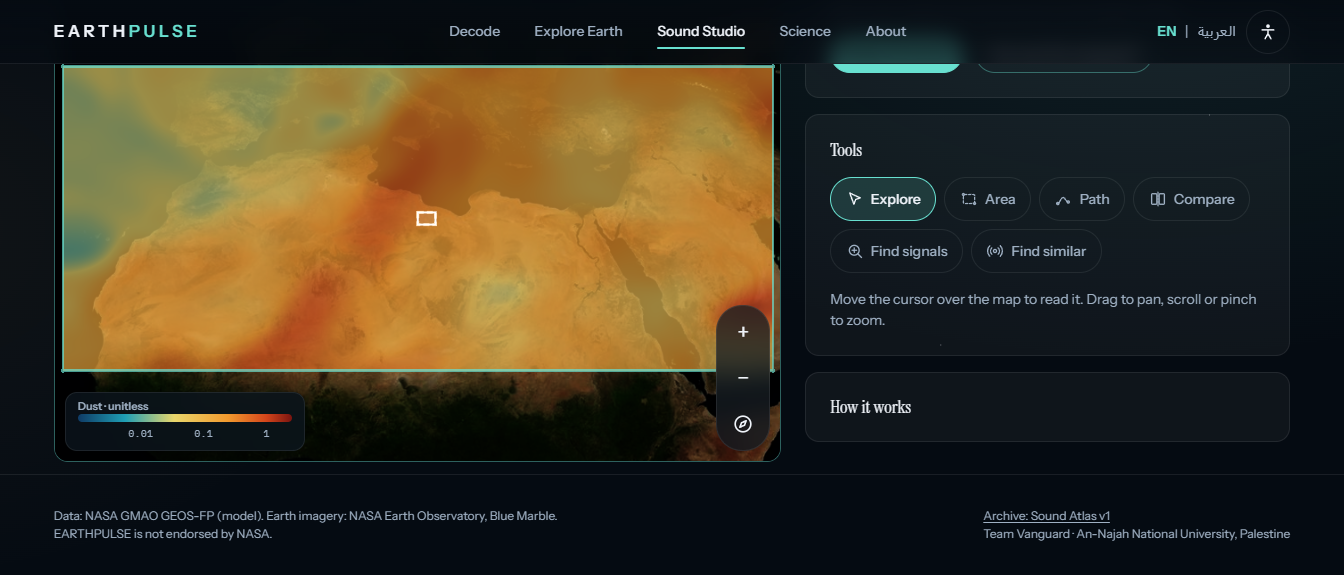 EARTHPULSE
Decode
Explore Earth
Sound Studio
Science
About
EN | العربية
Tools
Explore
Area
Path
Compare
Find signals
Find similar
Move the cursor over the map to read it. Drag to pan, scroll or pinch
to zoom.
How it works
+
−
Dust·unitless
0.01 0.1 1
Data: NASA GMAO GEOS-FP (model). Earth imagery: NASA Earth Observatory, Blue Marble.
EARTHPULSE is not endorsed by NASA.
Archive: Sound Atlas v1
Team Vanguard · An-Najah National University, Palestine